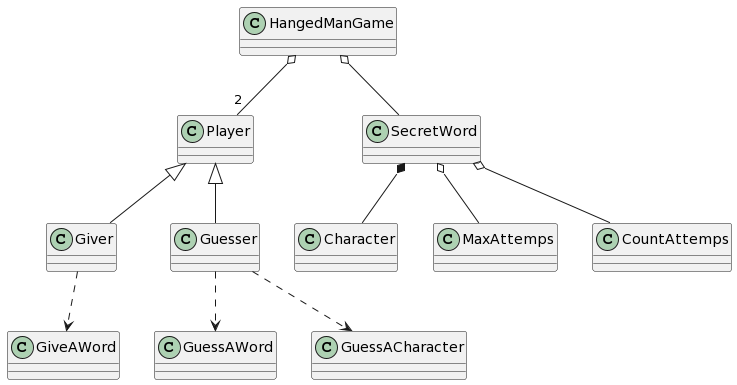 C HangedManGame
2
C Player
C SecretWord
C Giver
C Guesser
C Character
C MaxAttemps
C CountAttemps
C GiveAWord
C GuessAWord
C GuessACharacter